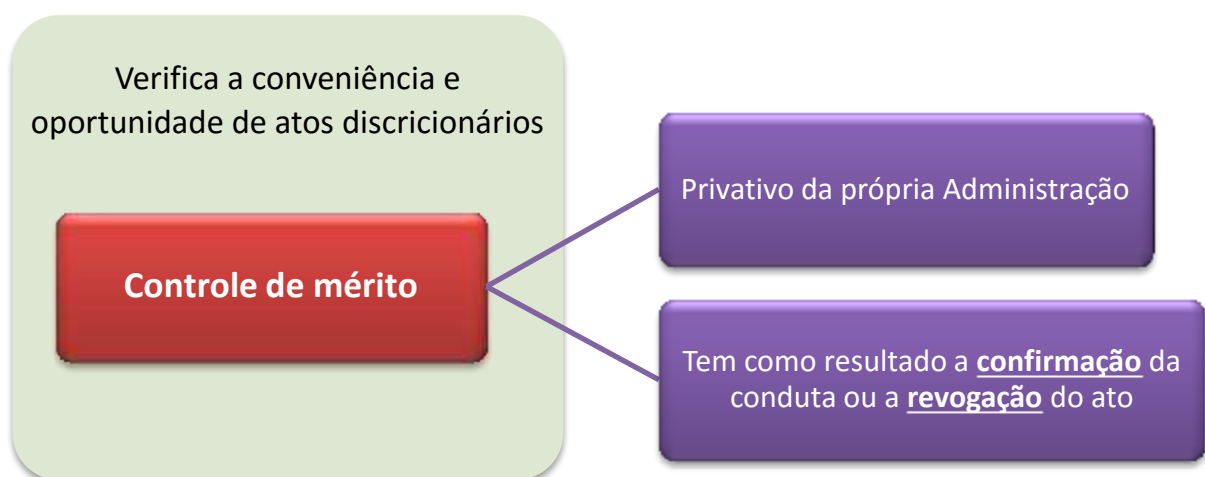 Verifica a conveniência e
oportunidade de atos discricionários
Controle de mérito
Privativo da própria Administração
Tem como resultado a confirmação da
conduta ou a revogação do ato